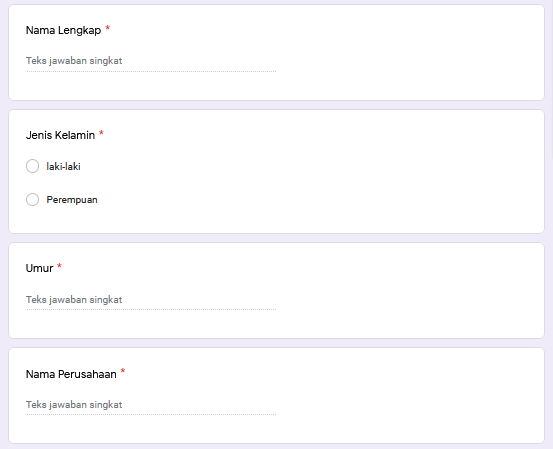 Nama Lengkap *
Teks jawaban singkat
Jenis Kelamin *
laki-laki
Perempuan
Umur *
Teks jawaban singkat
Nama Perusahaan *
Teks jawaban singkat